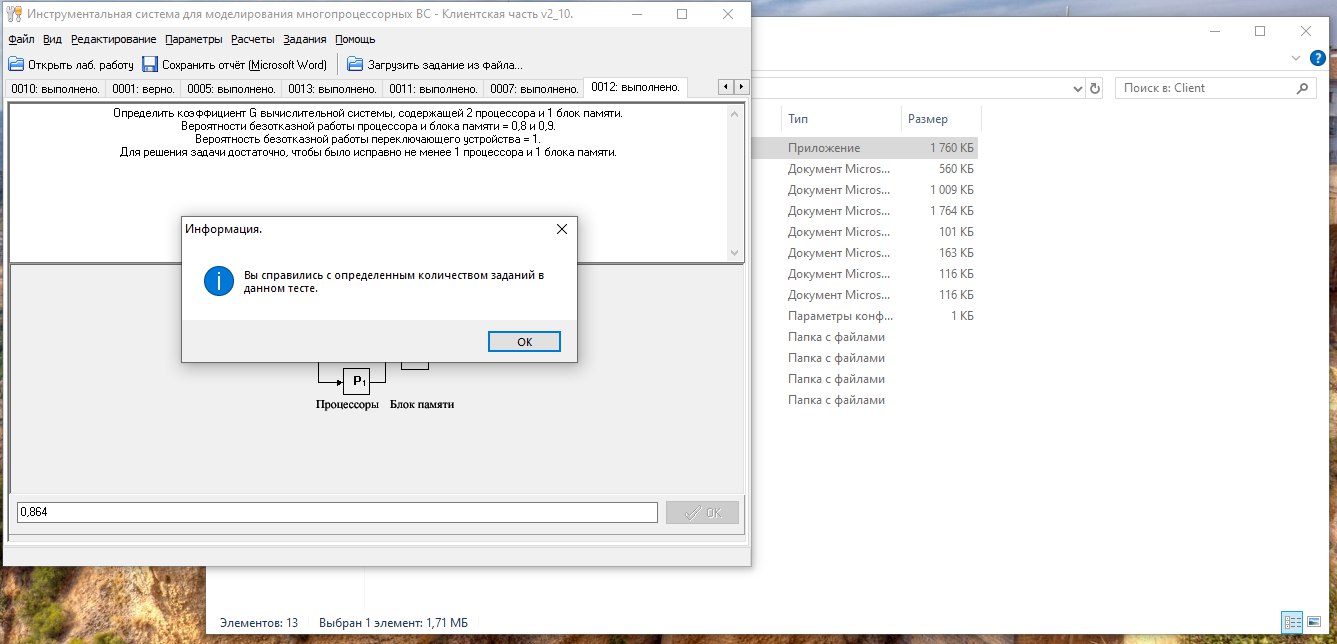 Инструментальная система для моделирования многопроцессорных ВС - Клиентская часть v2_10.
Файл Вид Редактирование Параметры Расчеты Задания Помощь
Открыть лаб. работу Сохранить отчёт (Microsoft Word) Загрузить задание из файла...
0010: выполнено. 0001: верно. 0005: выполнено. 0013: выполнено. 0011: выполнено. 0007: выполнено. 0012: выполнено.
Определить коэффициент G вычислительной системы, содержащей 2 процессора и 1 блок памяти.
Вероятности безотказной работы процессора и блока памяти = 0,8 и 0,9.
Вероятность безотказной работы переключающего устройства = 1.
Для решения задачи достаточно, чтобы было исправно не менее 1 процессора и 1 блока памяти.
Информация.
Вы справились с определенным количеством заданий в
данном тесте.
OK
P1
Процессоры Блок памяти
0,864
OK
Поиск в: Client
Тип Размер
Приложение 1 760 КБ
Документ Micros... 560 КБ
Документ Micros... 1 009 КБ
Документ Micros... 1 764 КБ
Документ Micros... 101 КБ
Документ Micros... 163 КБ
Документ Micros... 116 КБ
Документ Micros... 116 КБ
Параметры конф... 1 КБ
Папка с файлами
Папка с файлами
Папка с файлами
Папка с файлами
Элементов: 13 Выбран 1 элемент: 1,71 МБ